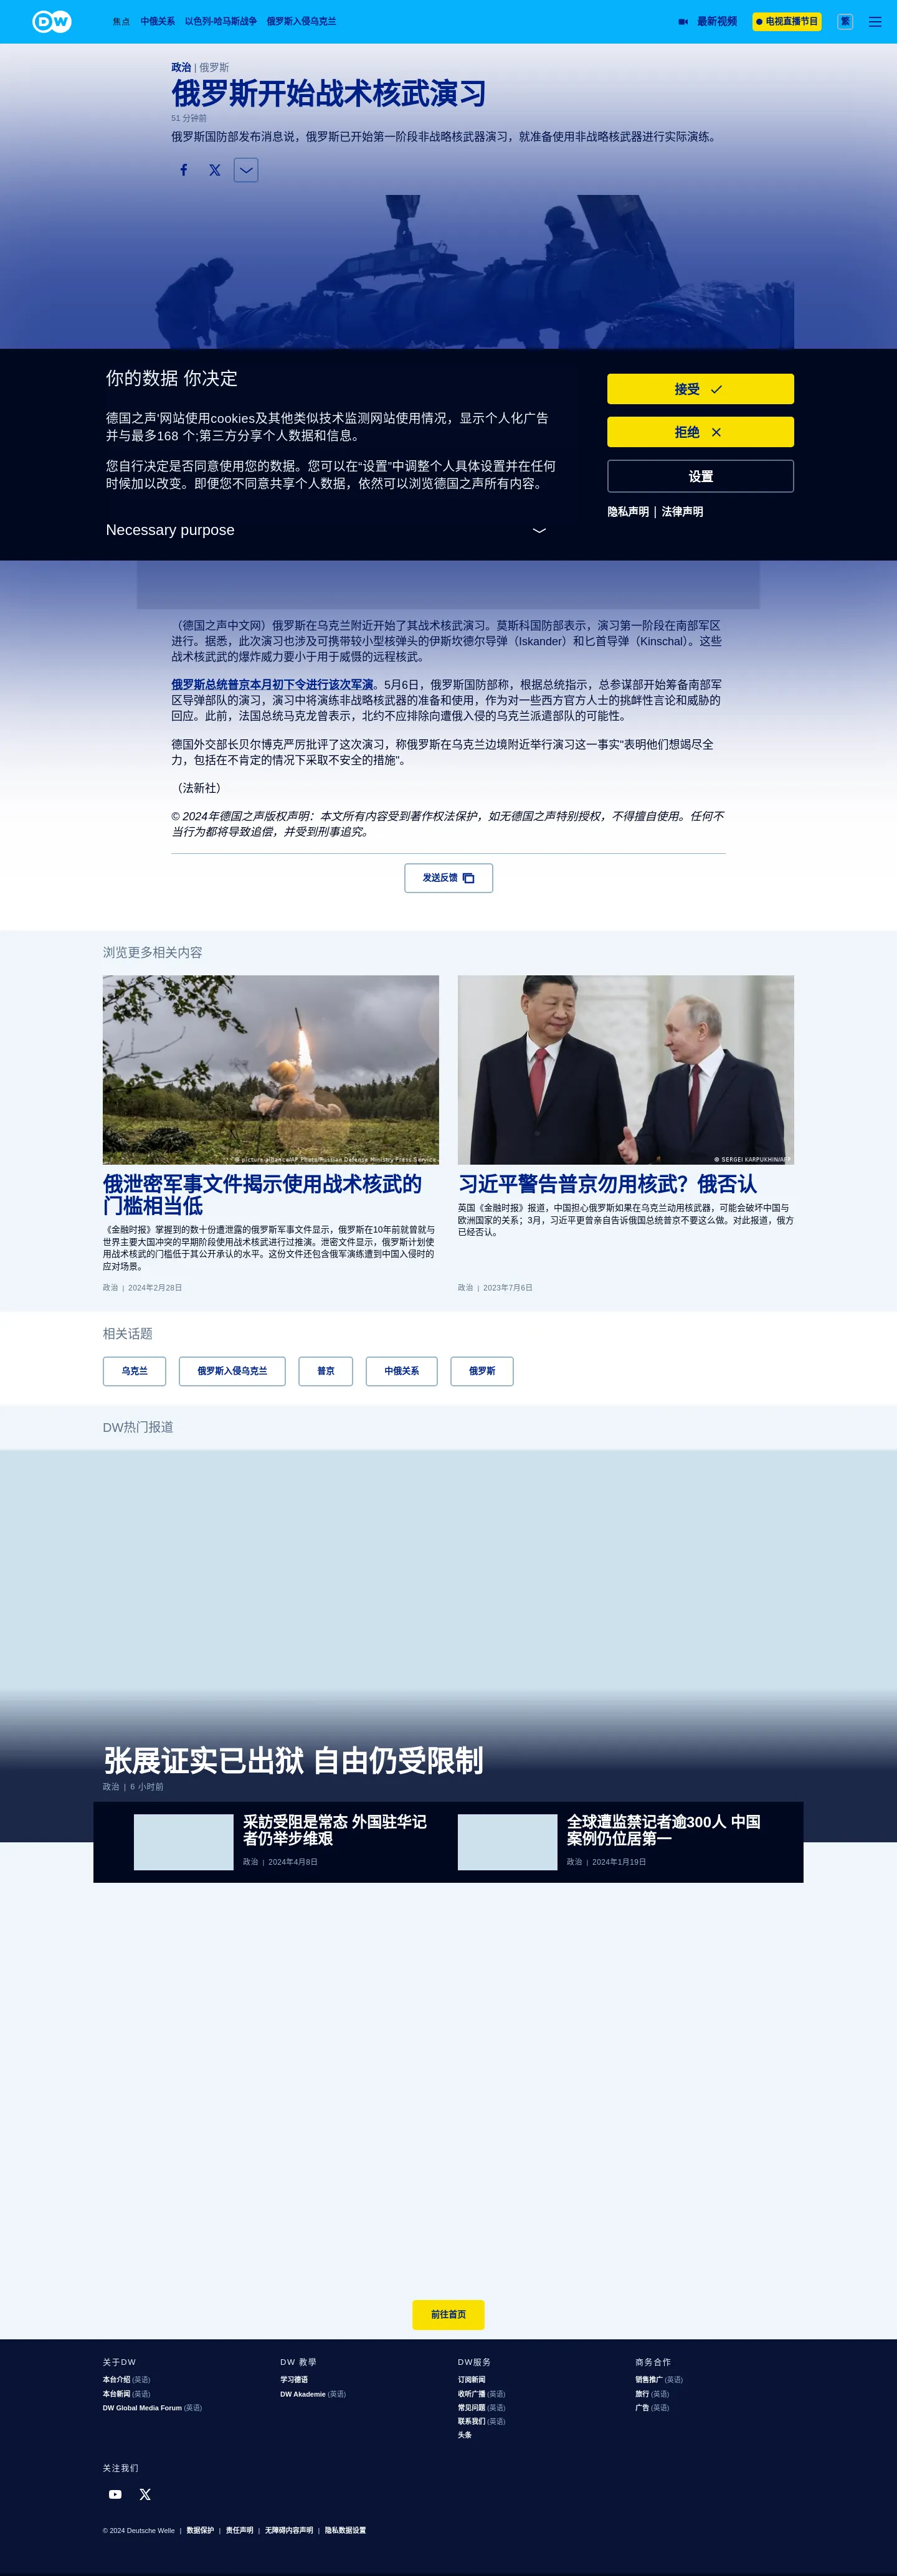 DW
焦点 中俄关系 以色列-哈马斯战争 俄罗斯入侵乌克兰 最新视频 电视直播节目 繁
政治 | 俄罗斯
俄罗斯开始战术核武演习
51 分钟前
俄罗斯国防部发布消息说，俄罗斯已开始第一阶段非战略核武器演习，就准备使用非战略核武器进行实际演练。
你的数据 你决定
德国之声'网站使用cookies及其他类似技术监测网站使用情况，显示个人化广告
并与最多168 个;第三方分享个人数据和信息。
您自行决定是否同意使用您的数据。您可以在“设置”中调整个人具体设置并在任何
时候加以改变。即便您不同意共享个人数据，依然可以浏览德国之声所有内容。
Necessary purpose
接受
拒绝
设置
隐私声明 | 法律声明
（德国之声中文网）俄罗斯在乌克兰附近开始了其战术核武演习。莫斯科国防部表示，演习第一阶段在南部军区
进行。据悉，此次演习也涉及可携带较小型核弹头的伊斯坎德尔导弹（Iskander）和匕首导弹（Kinschal）。这些
战术核武武的爆炸威力要小于用于威慑的远程核武。
俄罗斯总统普京本月初下令进行该次军演。5月6日，俄罗斯国防部称，根据总统指示，总参谋部开始筹备南部军
区导弹部队的演习，演习中将演练非战略核武器的准备和使用，作为对一些西方官方人士的挑衅性言论和威胁的
回应。此前，法国总统马克龙曾表示，北约不应排除向遭俄入侵的乌克兰派遣部队的可能性。
德国外交部长贝尔博克严厉批评了这次演习，称俄罗斯在乌克兰边境附近举行演习这一事实"表明他们想竭尽全
力，包括在不肯定的情况下采取不安全的措施"。
（法新社）
© 2024年德国之声版权声明：本文所有内容受到著作权法保护，如无德国之声特别授权，不得擅自使用。任何不
当行为都将导致追偿，并受到刑事追究。
发送反馈
浏览更多相关内容
© picture alliance/AP Photo/Russian Defense Ministry Press Service
© SERGEI KARPUKHIN/AFP
俄泄密军事文件揭示使用战术核武的
门槛相当低
《金融时报》掌握到的数十份遭泄露的俄罗斯军事文件显示，俄罗斯在10年前就曾就与
世界主要大国冲突的早期阶段使用战术核武进行过推演。泄密文件显示，俄罗斯计划使
用战术核武的门槛低于其公开承认的水平。这份文件还包含俄军演练遭到中国入侵时的
应对场景。
政治 | 2024年2月28日
习近平警告普京勿用核武？俄否认
英国《金融时报》报道，中国担心俄罗斯如果在乌克兰动用核武器，可能会破坏中国与
欧洲国家的关系；3月，习近平更曾亲自告诉俄国总统普京不要这么做。对此报道，俄方
已经否认。
政治 | 2023年7月6日
相关话题
乌克兰 俄罗斯入侵乌克兰 普京 中俄关系 俄罗斯
DW热门报道
张展证实已出狱 自由仍受限制
政治 | 6 小时前
采訪受阻是常态 外国驻华记
者仍举步维艰
政治 | 2024年4月8日
全球遭监禁记者逾300人 中国
案例仍位居第一
政治 | 2024年1月19日
前往首页
关于DW
本台介绍 (英语)
本台新闻 (英语)
DW Global Media Forum (英语)
DW 教學
学习德语
DW Akademie (英语)
DW服务
订阅新闻
收听广播 (英语)
常见问题 (英语)
联系我们 (英语)
头条
商务合作
销售推广 (英语)
旅行 (英语)
广告 (英语)
关注我们
© 2024 Deutsche Welle | 数据保护 | 责任声明 | 无障碍内容声明 | 隐私数据设置